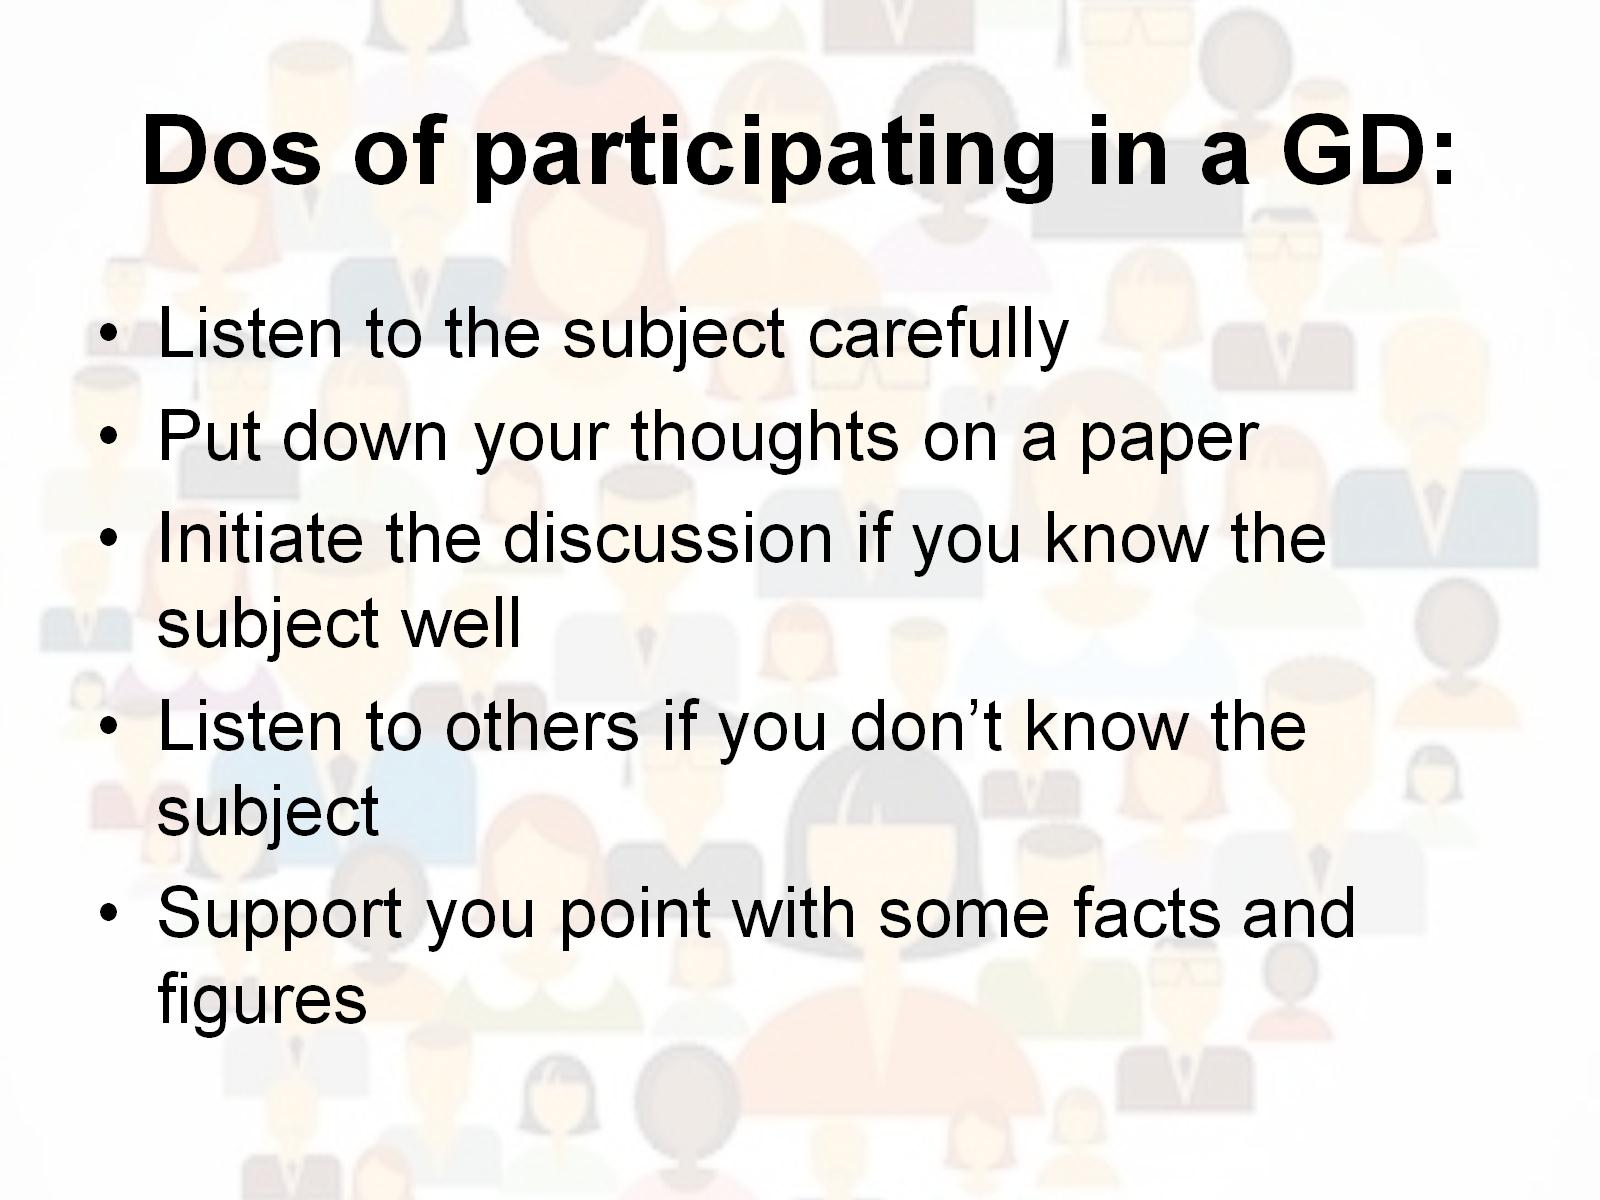 Dos of participating in a GD:
• Listen to the subject carefully
• Put down your thoughts on a paper
• Initiate the discussion if you know the
subject well
• Listen to others if you don’t know the
subject
• Support you point with some facts and
figures